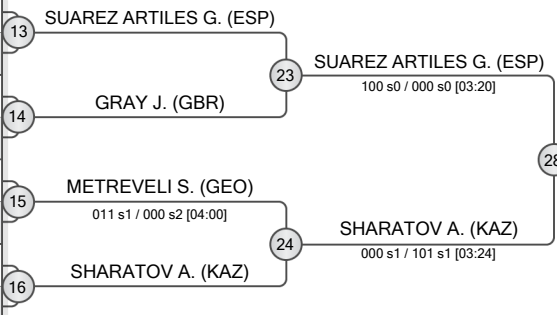 13
SUAREZ ARTILES G. (ESP)
23
SUAREZ ARTILES G. (ESP)
100 s0 / 000 s0 [03:20]
14
GRAY J. (GBR)
28
15
METREVELI S. (GEO)
011 s1 / 000 s2 [04:00]
24
SHARATOV A. (KAZ)
000 s1 / 101 s1 [03:24]
16
SHARATOV A. (KAZ)